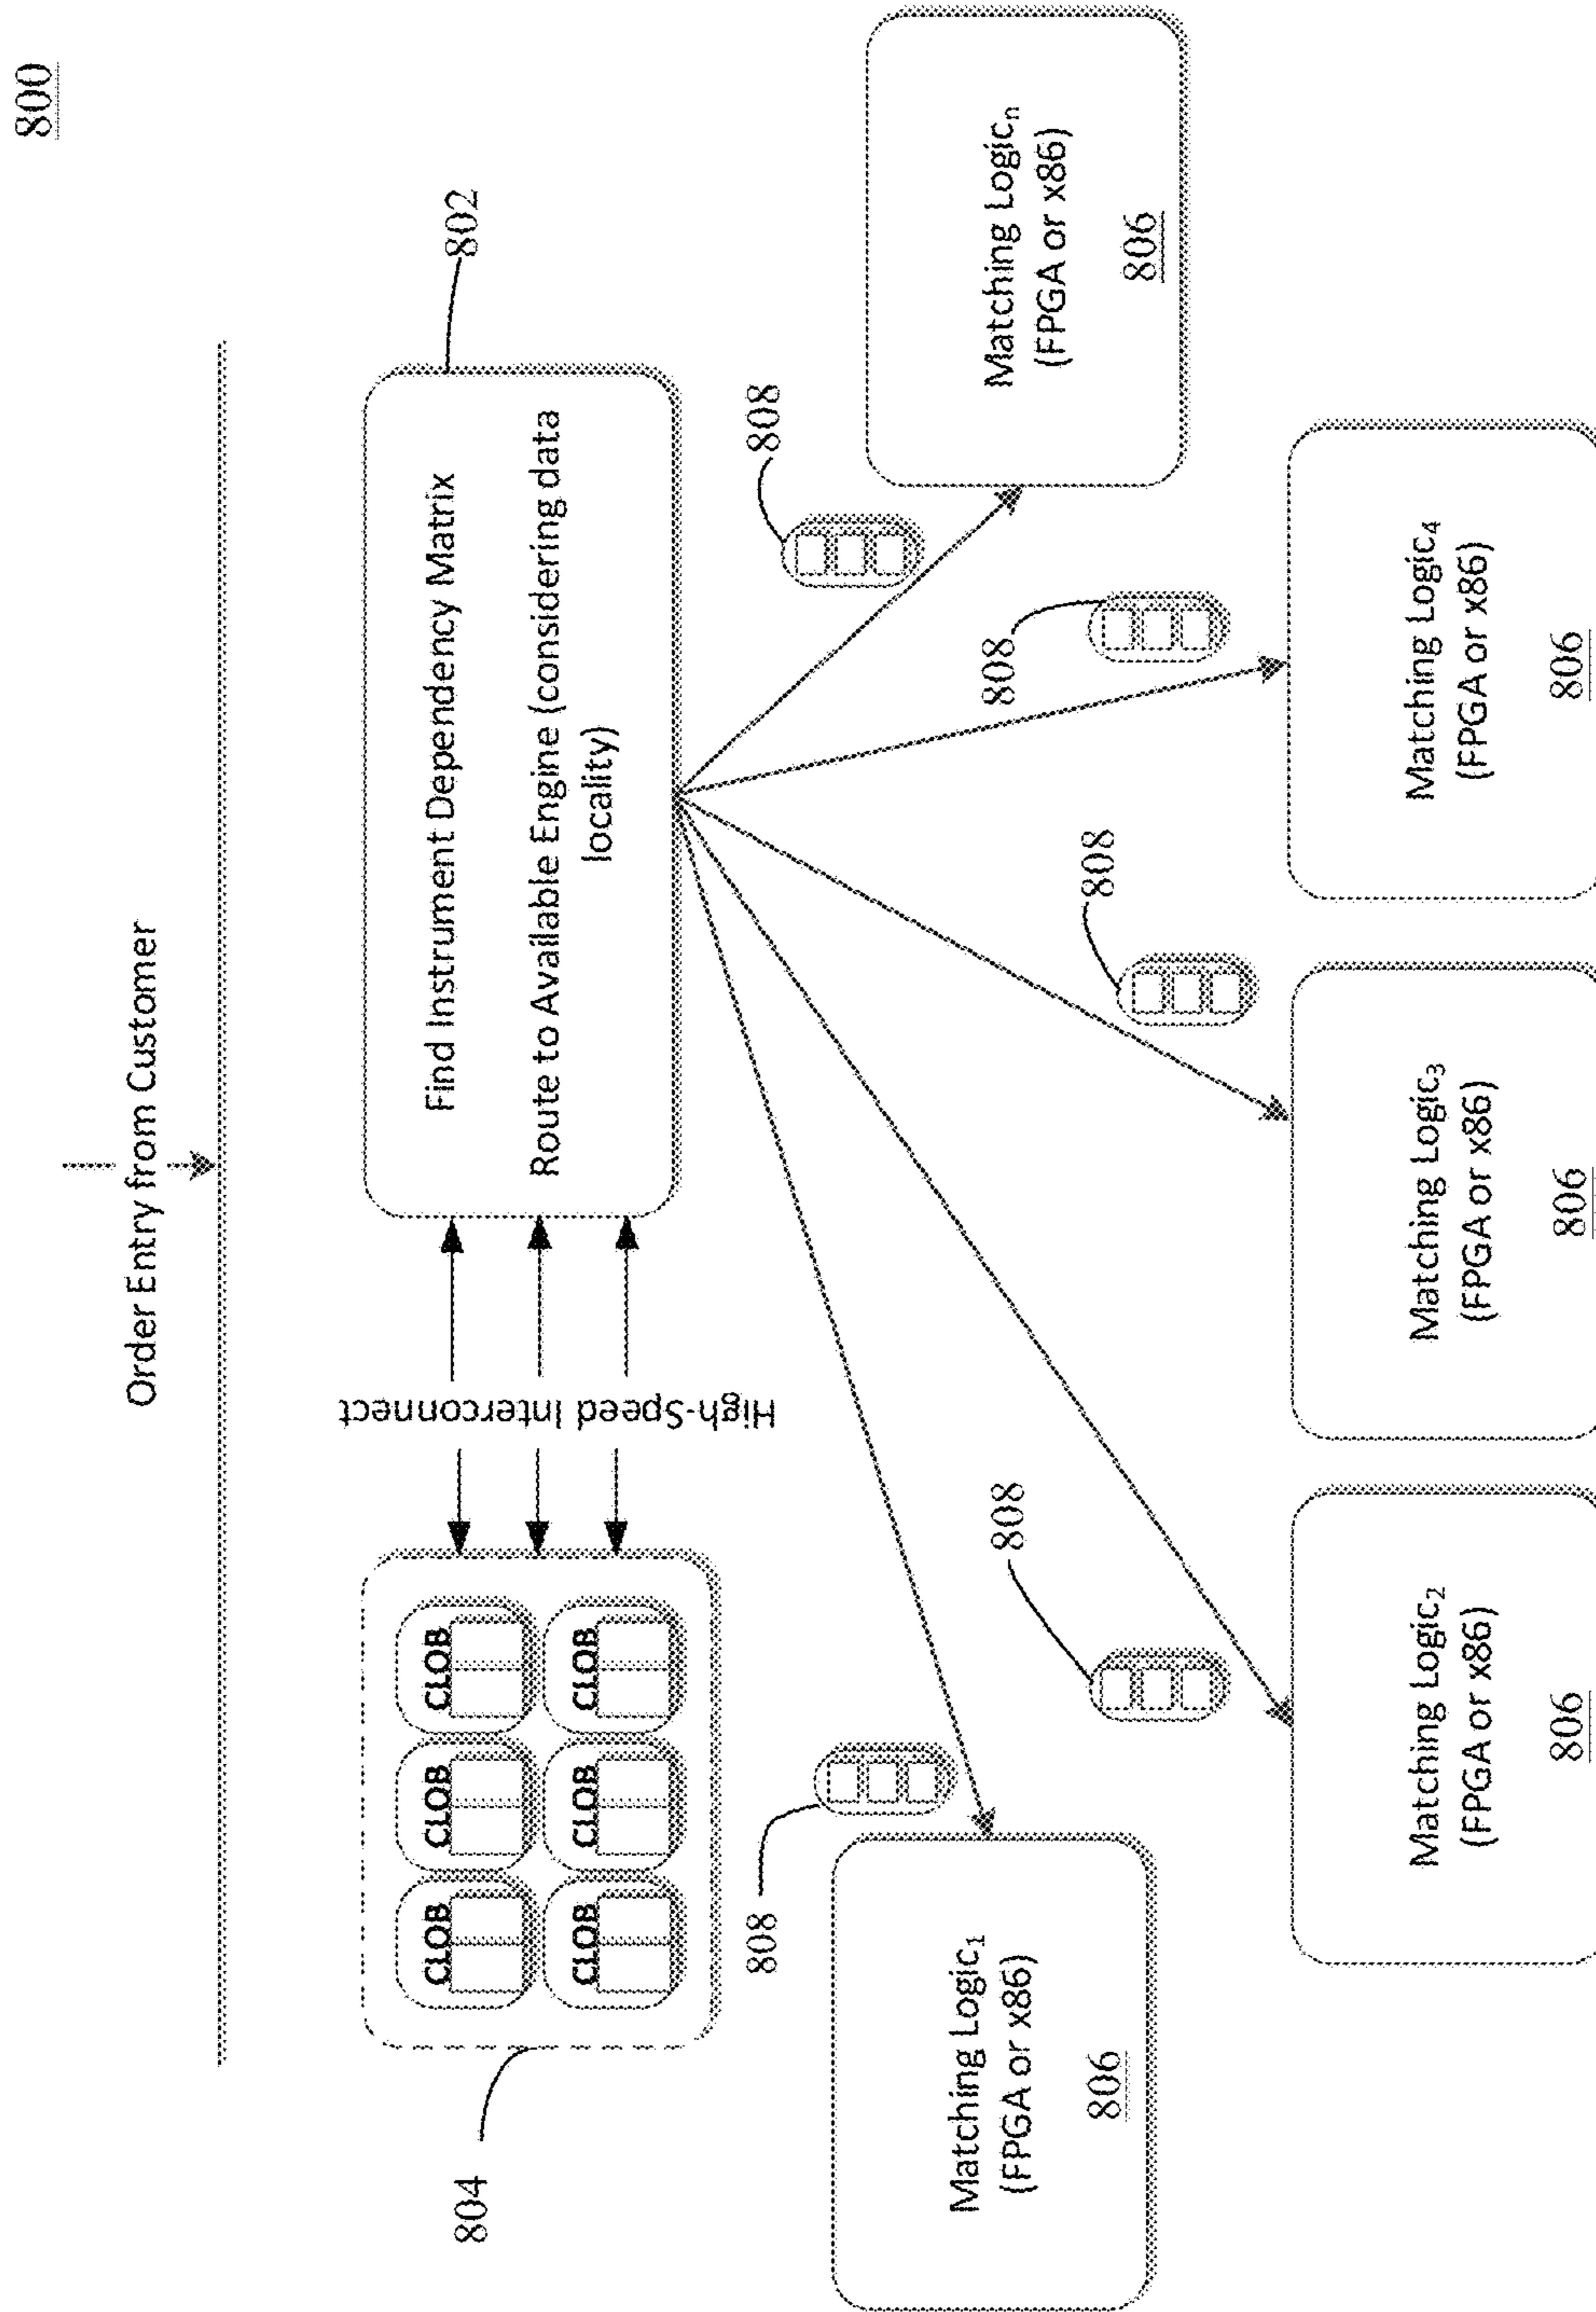 800
Order Entry from Customer
804
CLOB CLOB CLOB
CLOB CLOB CLOB
High-Speed Interconnect
Find Instrument Dependency Matrix
Route to Available Engine (considering data
locality)
802
808
808
808
808
808
Matching Logic₁
(FPGA or x86)
806
Matching Logic₂
(FPGA or x86)
806
Matching Logic₃
(FPGA or x86)
806
Matching Logic₄
(FPGA or x86)
806
Matching Logicₙ
(FPGA or x86)
806